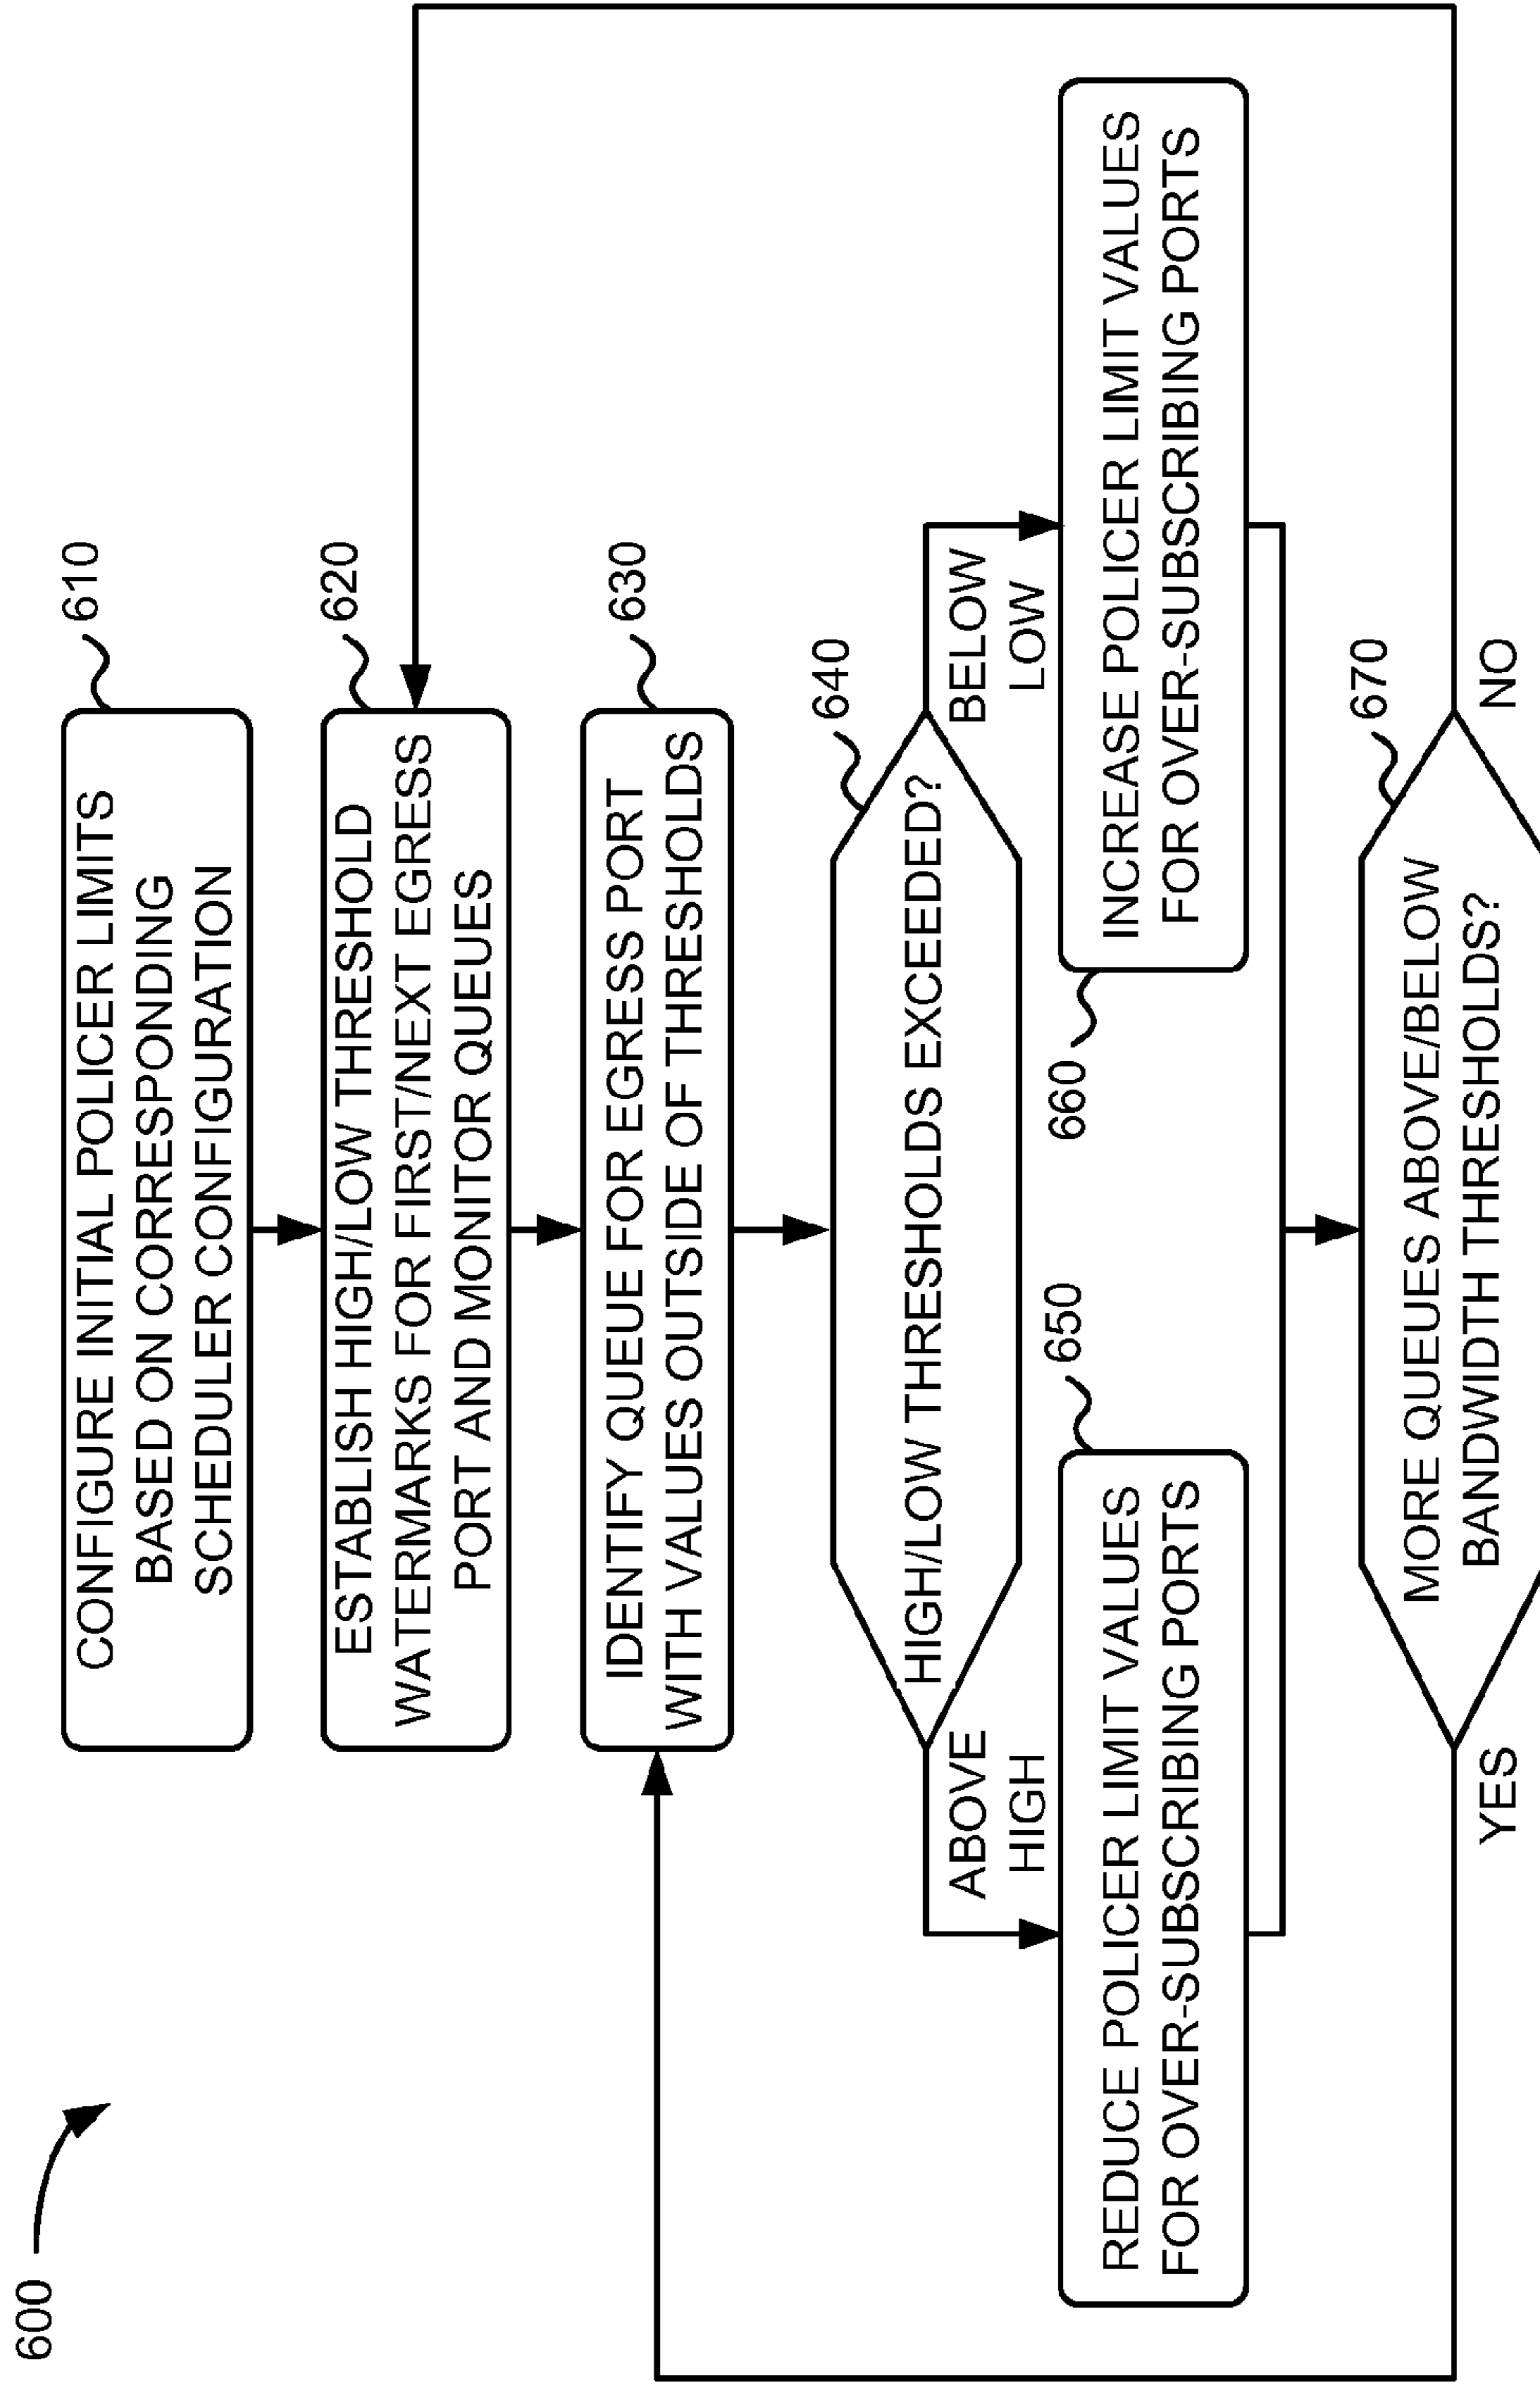 600
610
CONFIGURE INITIAL POLICER LIMITS
BASED ON CORRESPONDING
SCHEDULER CONFIGURATION
620
ESTABLISH HIGH/LOW THRESHOLD
WATERMARKS FOR FIRST/NEXT EGRESS
PORT AND MONITOR QUEUES
630
IDENTIFY QUEUE FOR EGRESS PORT
WITH VALUES OUTSIDE OF THRESHOLDS
640
HIGH/LOW THRESHOLDS EXCEEDED?
ABOVE
HIGH
BELOW
LOW
650
REDUCE POLICER LIMIT VALUES
FOR OVER-SUBSCRIBING PORTS
660
INCREASE POLICER LIMIT VALUES
FOR OVER-SUBSCRIBING PORTS
670
MORE QUEUES ABOVE/BELOW
BANDWIDTH THRESHOLDS?
YES
NO